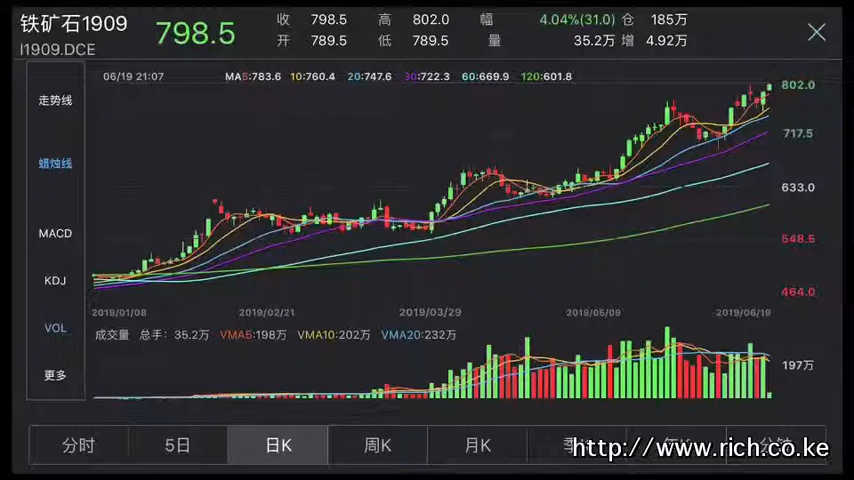 铁矿石1909 798.5 收 798.5 高 802.0 幅 4.04%(31.0) 仓 185万
I1909.DCE 开 789.5 低 789.5 量 35.2万 增 4.92万
06/19 21:07 MA5:783.6 10:760.4 20:747.6 30:722.3 60:669.9 120:601.8
802.0
走势线
717.5
蜡烛线
633.0
MACD
548.5
KDJ
464.0
2019/01/08 2019/02/21 2019/03/29 2019/05/09 2019/06/19
VOL
成交量 总手: 35.2万 VMA5:198万 VMA10:202万 VMA20:232万
197万
更多
分时 5日 日K 周K 月K
http://www.rich.co.ke